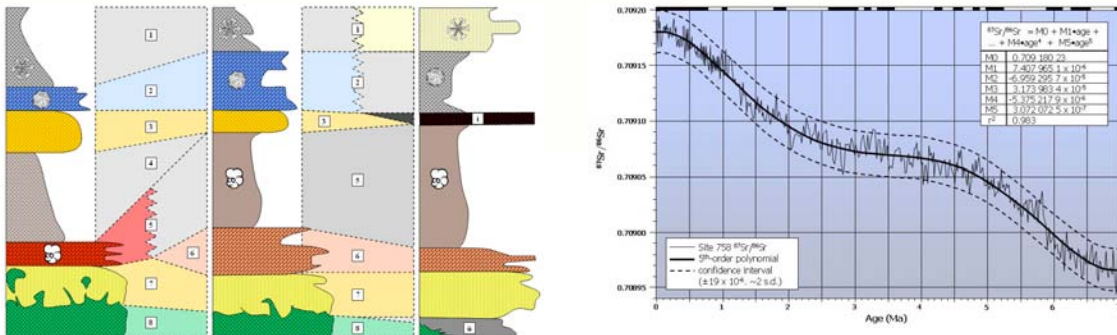 1
2
3
4
5
6
7
8
1
2
3
5
6
7
8
⁸⁷Sr/⁸⁶Sr
0.70920
0.70915
0.70910
0.70905
0.70900
0.70895
⁸⁷Sr/⁸⁶Sr = M0 + M1•age +
... + M4•age⁴ + M5•age⁵
M0 0.709 180 23
M1 7.407 965.1 x 10⁻⁶
M2 -6.959 295.7 x 10⁻⁵
M3 3.173 983.4 x 10⁻⁵
M4 -5.375 217.9 x 10⁻⁶
M5 3.072 072.5 x 10⁻⁷
r² 0.983
Site 758 ⁸⁷Sr/⁸⁶Sr
5ᵗʰ-order polynomial
confidence interval
(±19 x 10⁻⁶, ~2 s.d.)
0 1 2 3 4 5 6
Age (Ma)